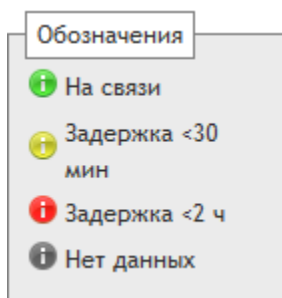 Обозначения
На связи
Задержка <30
мин
Задержка <2 ч
Нет данных